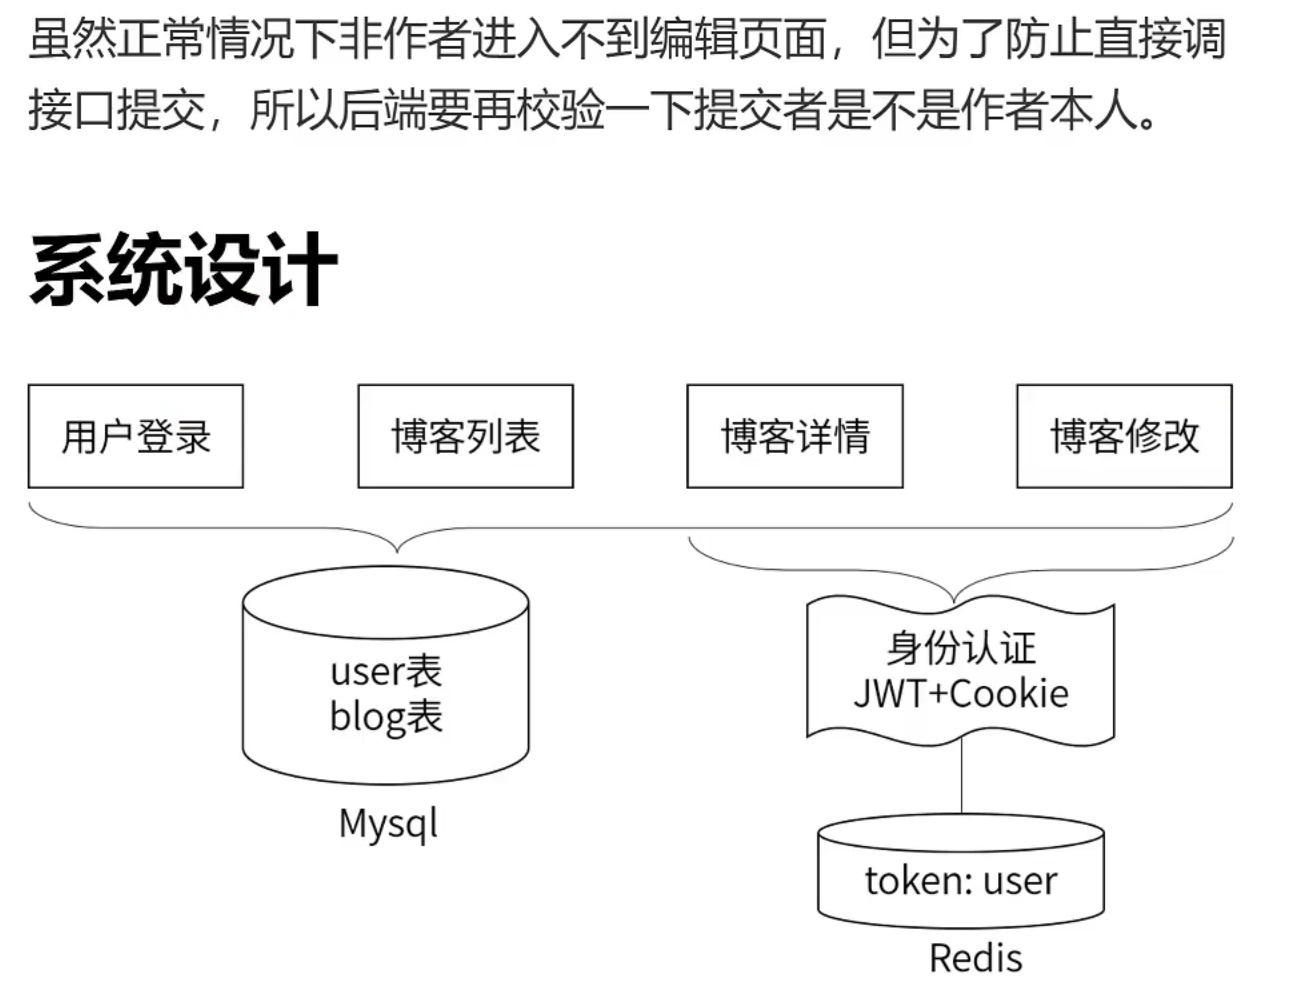 虽然正常情况下非作者进入不到编辑页面，但为了防止直接调
接口提交，所以后端要再校验一下提交者是不是作者本人。
系统设计
用户登录
博客列表
博客详情
博客修改
user表
blog表
Mysql
身份认证
JWT+Cookie
token: user
Redis